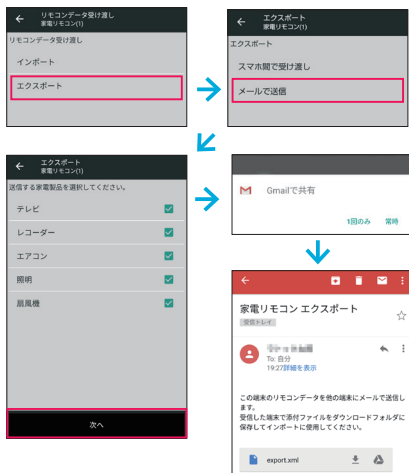 リモコンデータ受け渡し
家電リモコン(1)
リモコンデータ受け渡し
インポート
エクスポート
エクスポート
家電リモコン(1)
エクスポート
スマホ間で受け渡し
メールで送信
エクスポート
家電リモコン(1)
送信する家電製品を選択してください。
テレビ
レコーダー
エアコン
照明
扇風機
次へ
Gmailで共有
1回のみ 常時
家電リモコン エクスポート
受信トレイ
To: 自分
19:27詳細を表示
この端末のリモコンデータを他の端末にメールで送信し
ます。
受信した端末で添付ファイルをダウンロードフォルダに
保存してインポートに使用してください。
export.xml